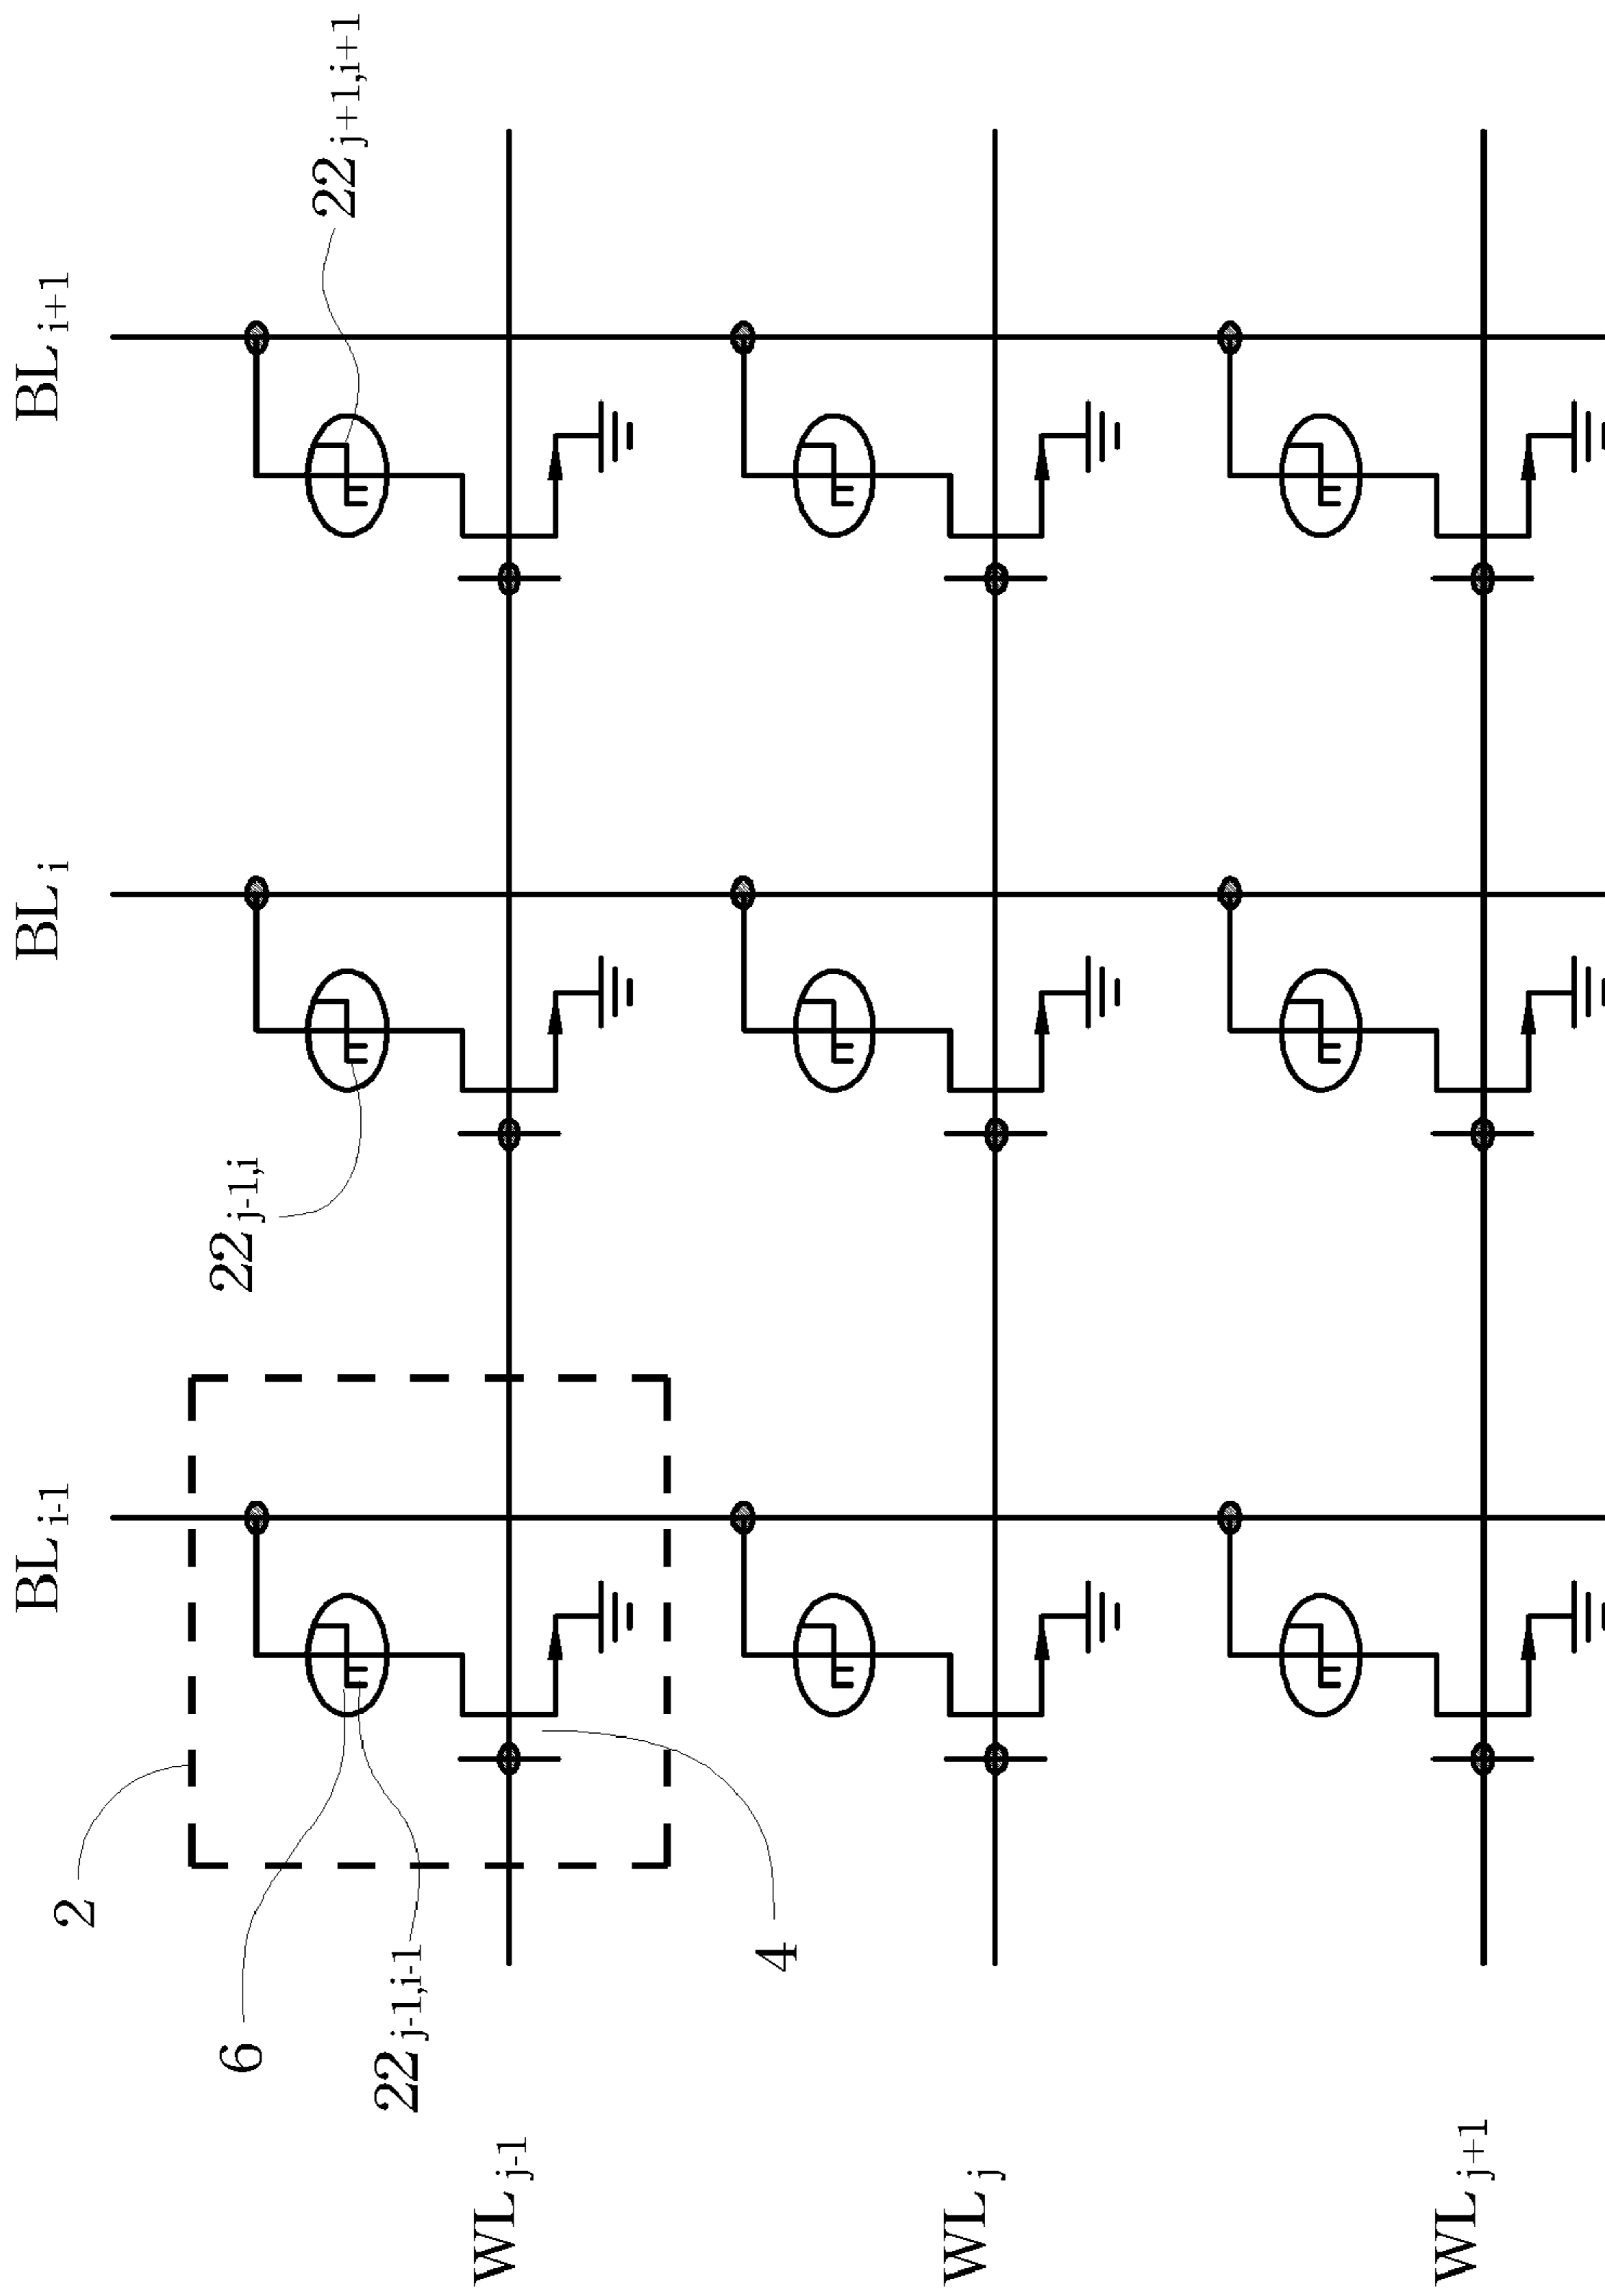 BL i-1
BL i
BL i+1
2
6
22 j-1,i-1
22 j-1,i
22 j+1,i+1
4
WL j-1
WL j
WL j+1